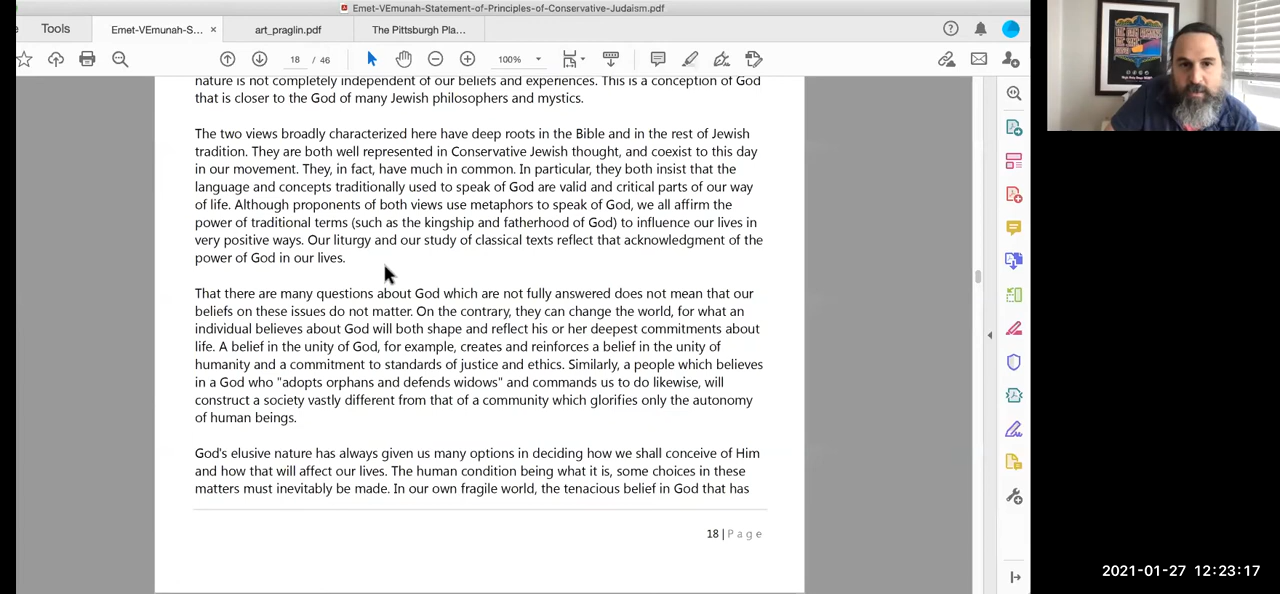 Emet-VEmunah-Statement-of-Principles-of-Conservative-Judaism.pdf
Tools
Emet-VEmunah-S... ×
art_praglin.pdf
The Pittsburgh Pla...
18 / 46
100%
nature is not completely independent of our beliefs and experiences. This is a conception of God
that is closer to the God of many Jewish philosophers and mystics.
The two views broadly characterized here have deep roots in the Bible and in the rest of Jewish
tradition. They are both well represented in Conservative Jewish thought, and coexist to this day
in our movement. They, in fact, have much in common. In particular, they both insist that the
language and concepts traditionally used to speak of God are valid and critical parts of our way
of life. Although proponents of both views use metaphors to speak of God, we all affirm the
power of traditional terms (such as the kingship and fatherhood of God) to influence our lives in
very positive ways. Our liturgy and our study of classical texts reflect that acknowledgment of the
power of God in our lives.
That there are many questions about God which are not fully answered does not mean that our
beliefs on these issues do not matter. On the contrary, they can change the world, for what an
individual believes about God will both shape and reflect his or her deepest commitments about
life. A belief in the unity of God, for example, creates and reinforces a belief in the unity of
humanity and a commitment to standards of justice and ethics. Similarly, a people which believes
in a God who "adopts orphans and defends widows" and commands us to do likewise, will
construct a society vastly different from that of a community which glorifies only the autonomy
of human beings.
God's elusive nature has always given us many options in deciding how we shall conceive of Him
and how that will affect our lives. The human condition being what it is, some choices in these
matters must inevitably be made. In our own fragile world, the tenacious belief in God that has
18 | Page
2021-01-27 12:23:17